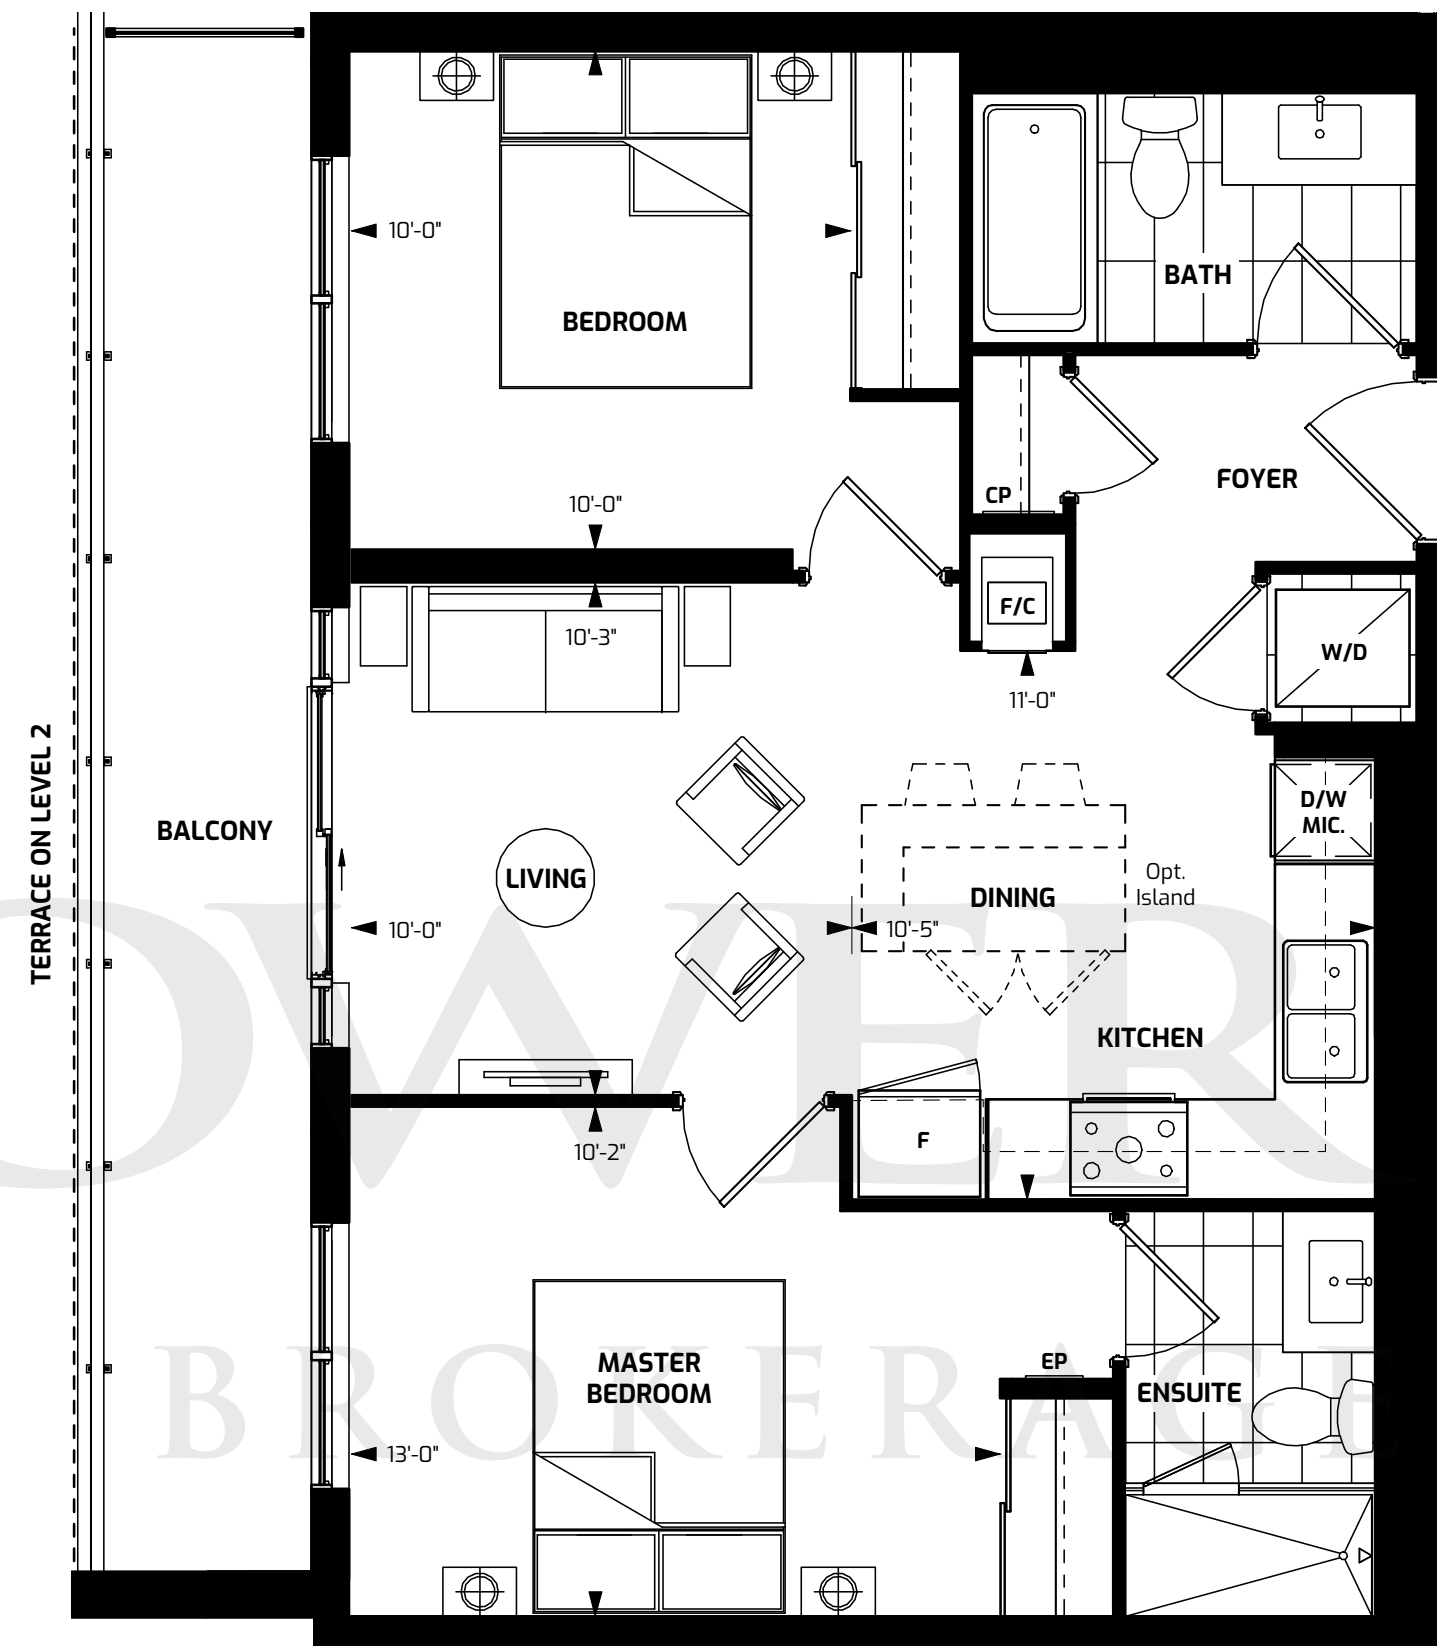 10'-0"
BEDROOM
BATH
10'-0"
CP
FOYER
F/C
W/D
10'-3"
11'-0"
TERRACE ON LEVEL 2
BALCONY
LIVING
10'-0"
10'-5"
DINING
Opt.
Island
D/W
MIC.
KITCHEN
10'-2"
F
MASTER
BEDROOM
EP
ENSUITE
13'-0"
OWER
BROKERAGE